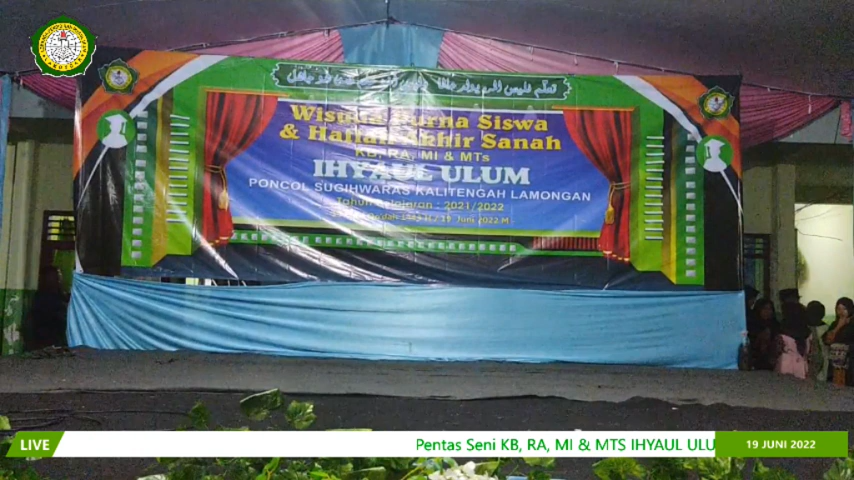 Wisuda Purna Siswa
& Haflah Akhir Sanah
KB, RA, MI & MTs
IHYAUL ULUM
PONCOL SUGIHWARAS KALITENGAH LAMONGAN
Tahun Pelajaran : 2021/2022
19 Juni 2022 M
LIVE
Pentas Seni KB, RA, MI & MTS IHYAUL ULU
19 JUNI 2022